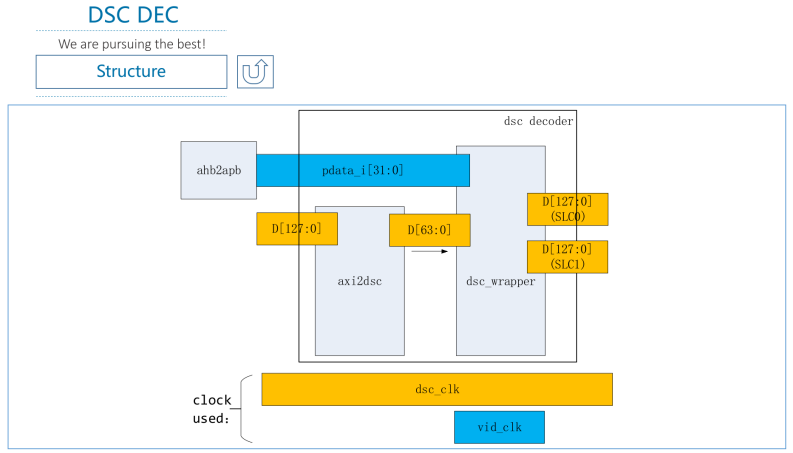 DSC DEC
We are pursuing the best!
Structure
dsc decoder
ahb2apb
pdata_i[31:0]
D[127:0]
(SLC0)
D[127:0]
D[63:0]
D[127:0]
(SLC1)
axi2dsc
dsc_wrapper
dsc_clk
clock
used:
vid_clk